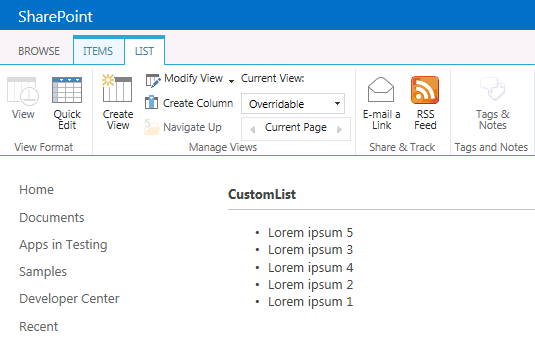 SharePoint
BROWSE ITEMS LIST
View
Quick Edit
View Format
Create View
Modify View
Create Column
Navigate Up
Current View:
Overridable
Current Page
Manage Views
E-mail a Link
RSS Feed
Share & Track
Tags & Notes
Tags and Notes
Home
Documents
Apps in Testing
Samples
Developer Center
Recent
CustomList
• Lorem ipsum 5
• Lorem ipsum 3
• Lorem ipsum 4
• Lorem ipsum 2
• Lorem ipsum 1